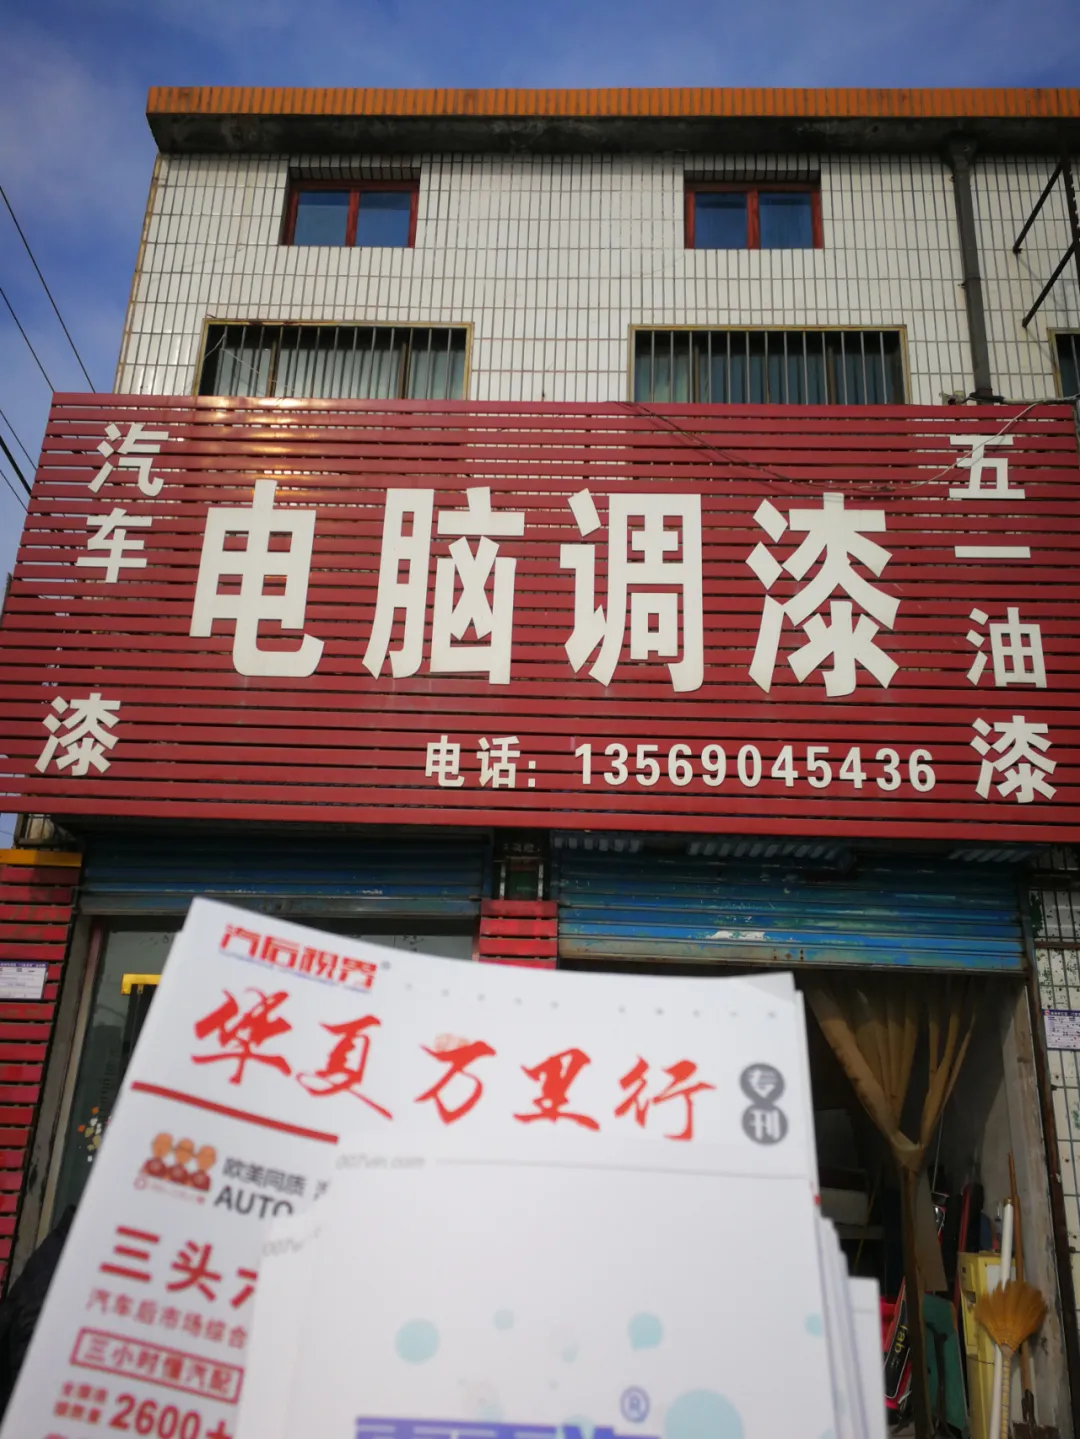 汽车漆
电脑调漆
五一油漆
电话：13569045436
汽后视界®
华夏万里行
专刊
007vin.com
欧美同质
AUTO
三头
汽车后市场综合
三小时懂汽配
2600+
®